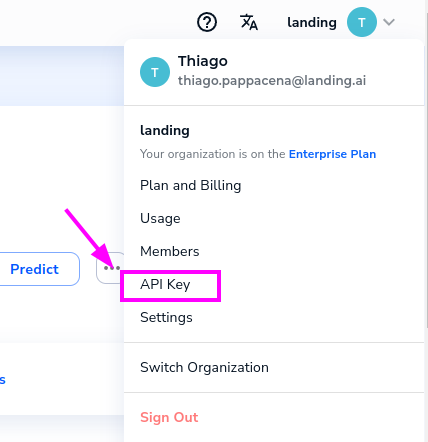 landing
T
T
Thiago
thiago.pappacena@landing.ai
landing
Your organization is on the Enterprise Plan
Plan and Billing
Usage
Members
Predict
API Key
Settings
Switch Organization
s
Sign Out